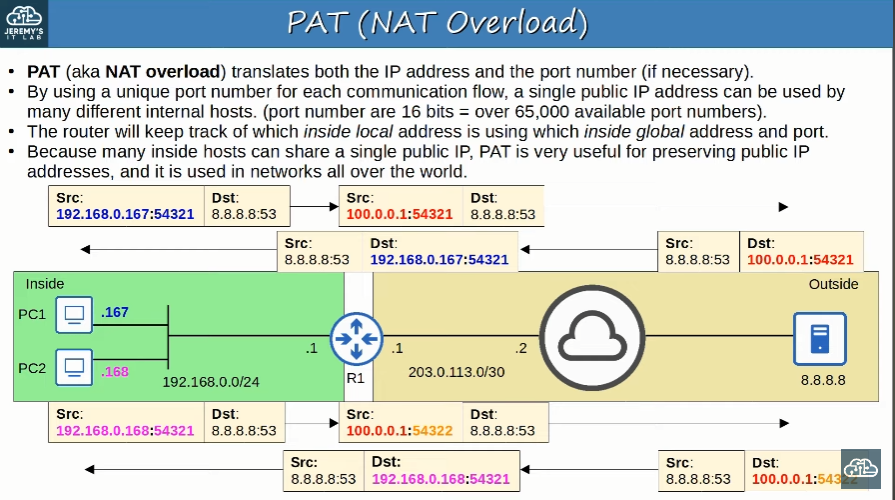 JEREMY'S
IT LAB
PAT (NAT Overload)
• PAT (aka NAT overload) translates both the IP address and the port number (if necessary).
• By using a unique port number for each communication flow, a single public IP address can be used by
many different internal hosts. (port number are 16 bits = over 65,000 available port numbers).
• The router will keep track of which inside local address is using which inside global address and port.
• Because many inside hosts can share a single public IP, PAT is very useful for preserving public IP
addresses, and it is used in networks all over the world.
Src: Dst: Src: Dst:
192.168.0.167:54321 8.8.8.8:53 100.0.0.1:54321 8.8.8.8:53
Src: Dst: Src: Dst:
8.8.8.8:53 192.168.0.167:54321 8.8.8.8:53 100.0.0.1:54321
Inside Outside
PC1 .167
.1 .1 .2
PC2 .168
192.168.0.0/24 R1 203.0.113.0/30 8.8.8.8
Src: Dst: Src: Dst:
192.168.0.168:54321 8.8.8.8:53 100.0.0.1:54322 8.8.8.8:53
Src: Dst: Src: Dst:
8.8.8.8:53 192.168.0.168:54321 8.8.8.8:53